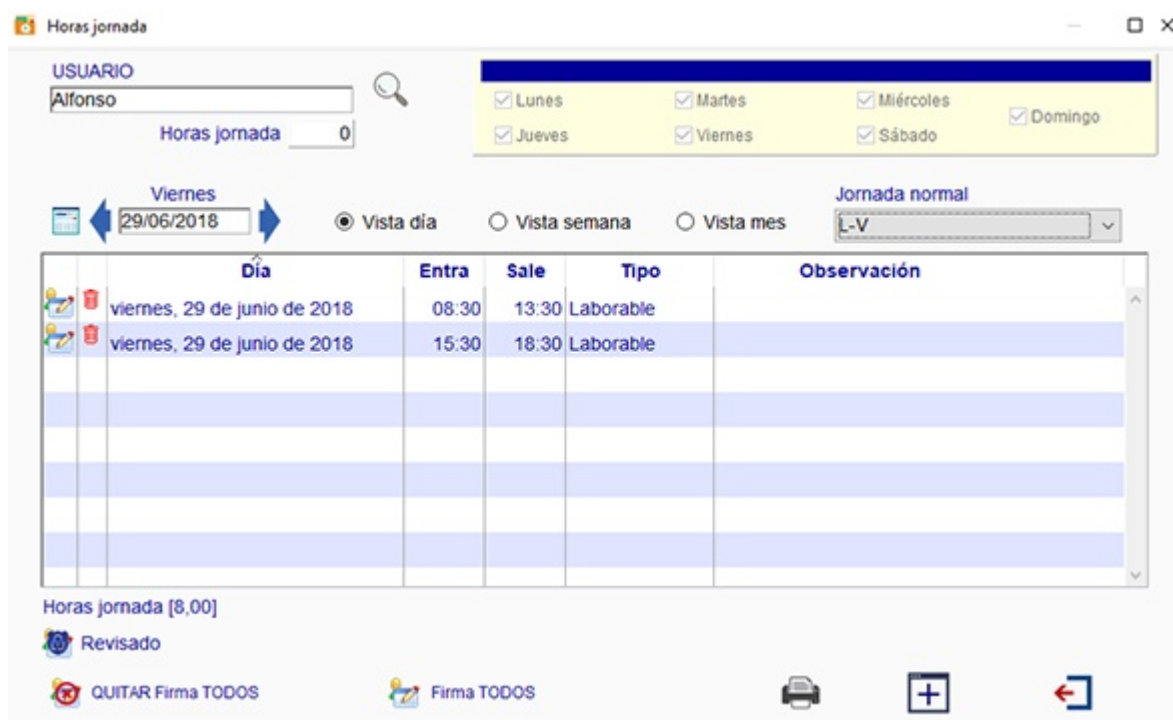 Horas jornada
USUARIO
Alfonso
Horas jornada 0
Lunes Martes Miércoles Domingo
Jueves Viernes Sábado
Viernes Jornada normal
29/06/2018 Vista día Vista semana Vista mes L-V
Día Entra Sale Tipo Observación
viernes, 29 de junio de 2018 08:30 13:30 Laborable
viernes, 29 de junio de 2018 15:30 18:30 Laborable
Horas jornada [8,00]
Revisado
QUITAR Firma TODOS Firma TODOS